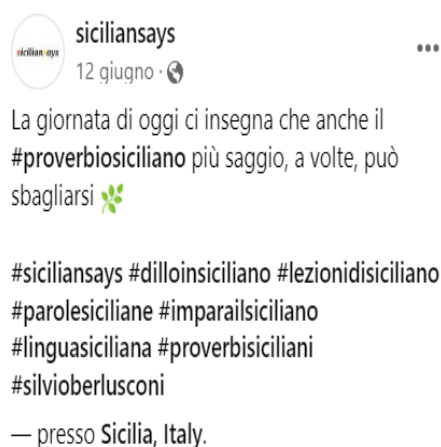 siciliansays
siciliansays
12 giugno ·
La giornata di oggi ci insegna che anche il
#proverbiosiciliano più saggio, a volte, può
sbagliarsi 🌿
#siciliansays #dilloinsiciliano #lezionidisiciliano
#parolesiciliane #imparailsiciliano
#linguasiciliana #proverbisiciliani
#silvioberlusconi
— presso Sicilia, Italy.